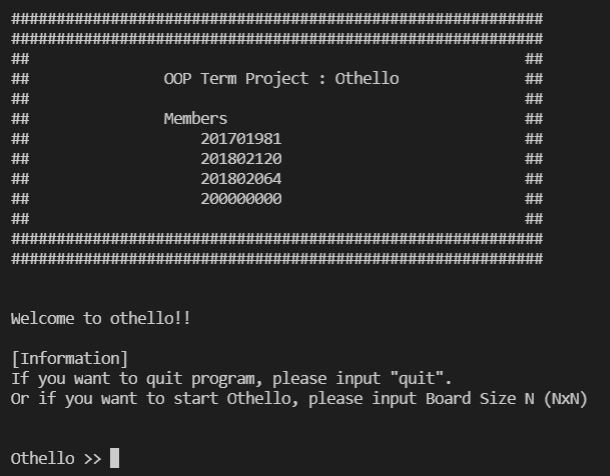 ###########################################################
###########################################################
##                                                       ##
##               OOP Term Project : Othello              ##
##                                                       ##
##               Members                                 ##
##                   201701981                           ##
##                   201802120                           ##
##                   201802064                           ##
##                   200000000                           ##
##                                                       ##
###########################################################
###########################################################
Welcome to othello!!
[Information]
If you want to quit program, please input "quit".
Or if you want to start Othello, please input Board Size N (NxN)
Othello >>